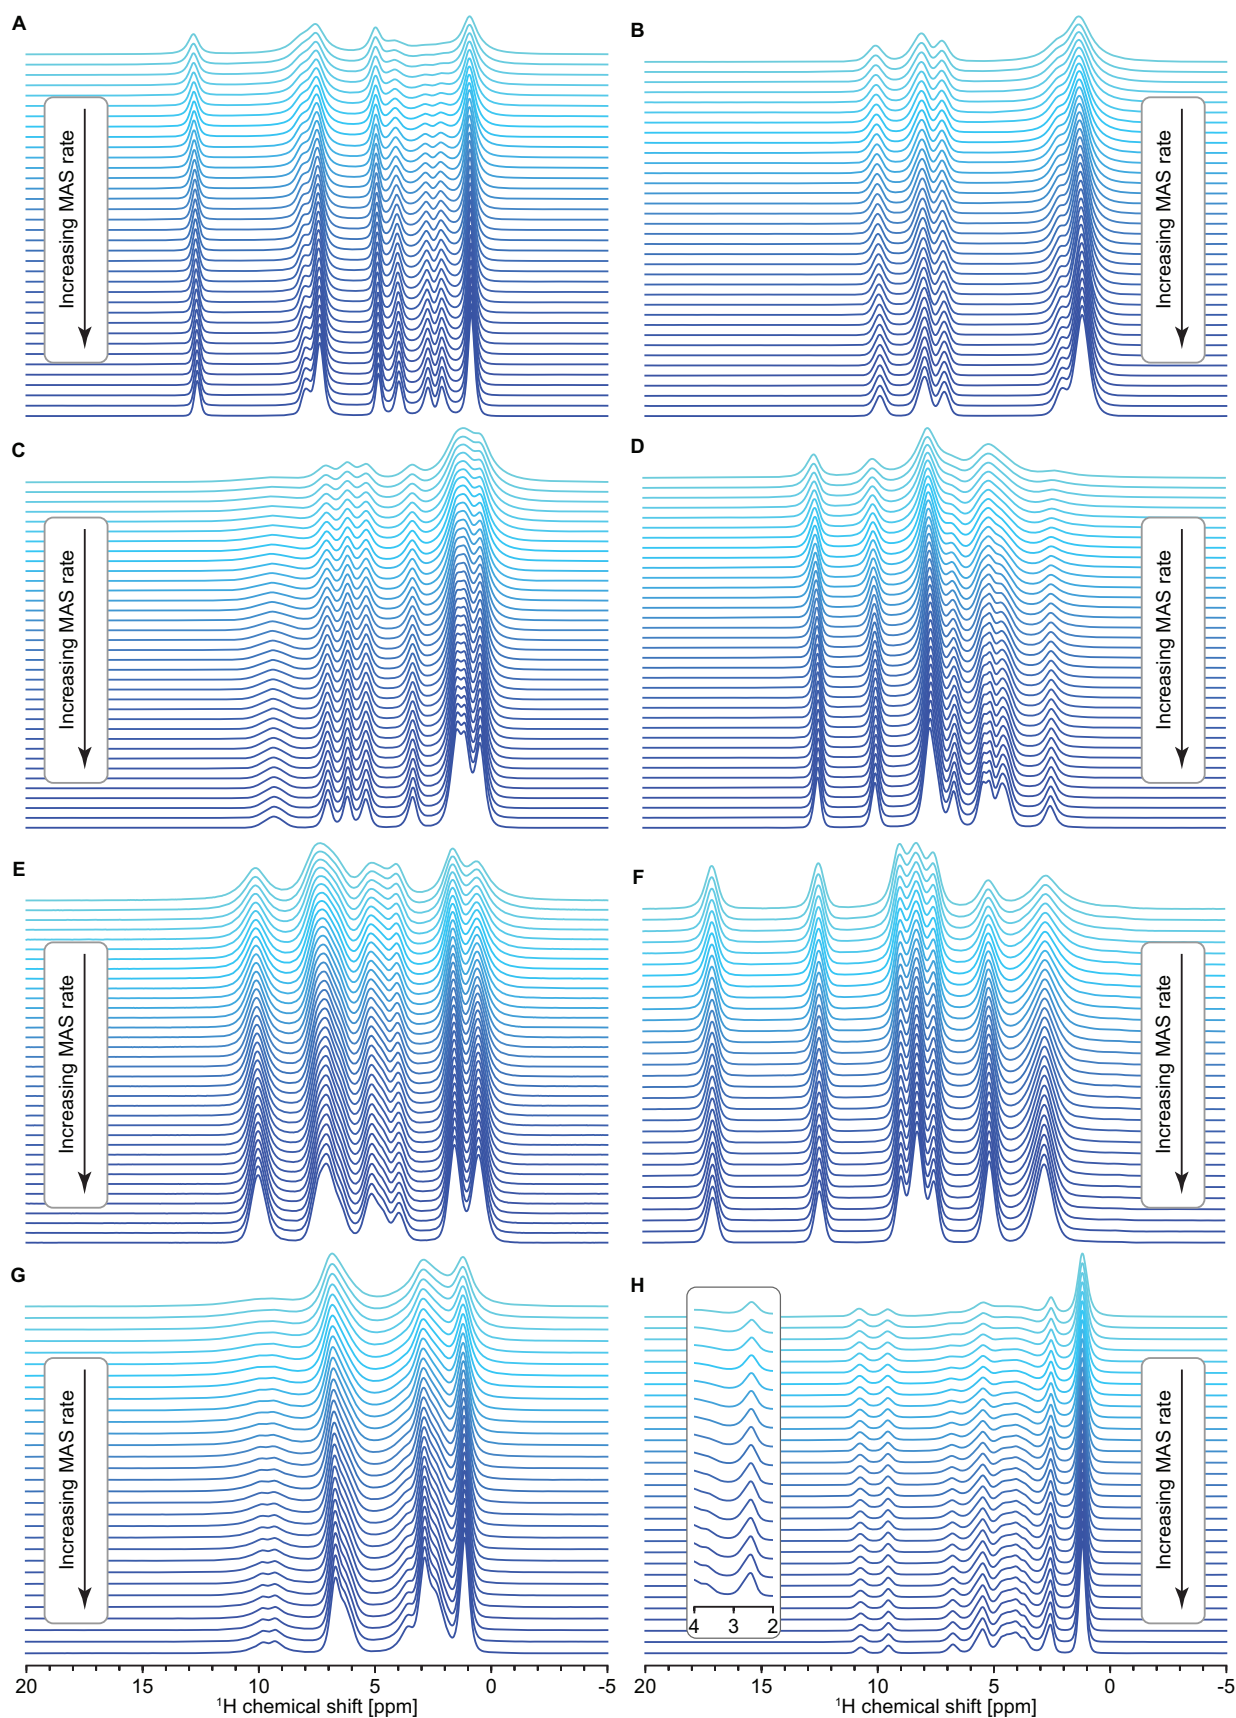 A
B
Increasing MAS rate
Increasing MAS rate
C
D
Increasing MAS rate
Increasing MAS rate
E
F
Increasing MAS rate
Increasing MAS rate
G
H
Increasing MAS rate
4 3 2
Increasing MAS rate
20 15 10 5 0 -5
20 15 10 5 0 -5
¹H chemical shift [ppm]
¹H chemical shift [ppm]